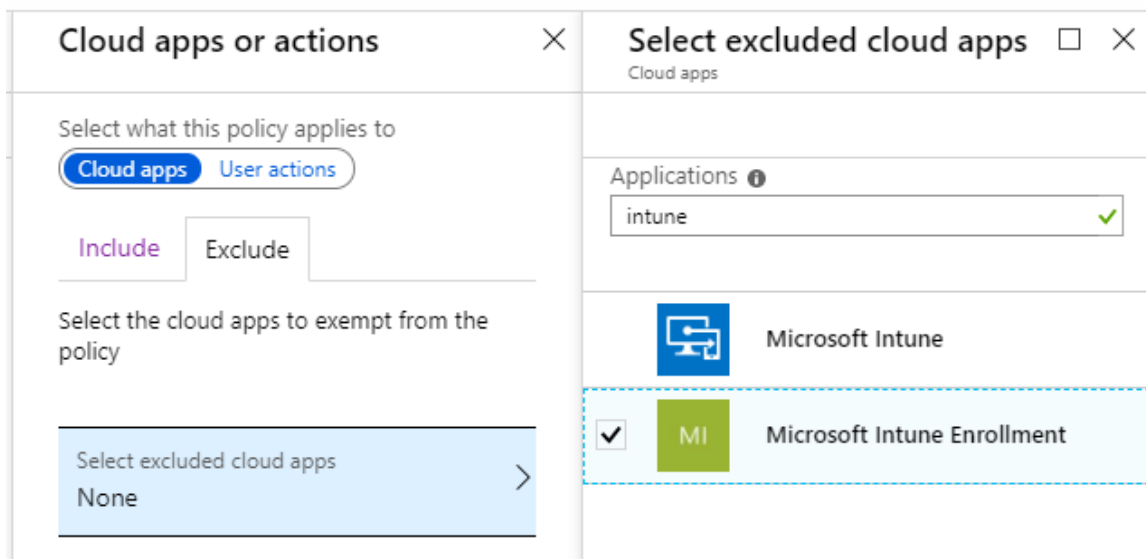 Cloud apps or actions
Select what this policy applies to
Cloud apps User actions
Include Exclude
Select the cloud apps to exempt from the
policy
Select excluded cloud apps
None
Select excluded cloud apps
Cloud apps
Applications
intune
Microsoft Intune
MI Microsoft Intune Enrollment